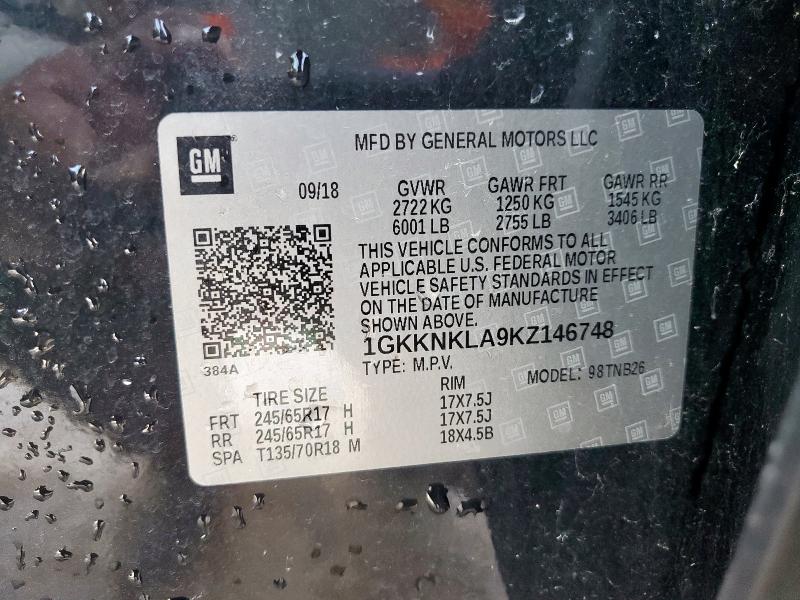 GM
MFD BY GENERAL MOTORS LLC
09/18
GVWR GAWR FRT GAWR RR
2722 KG 1250 KG 1545 KG
6001 LB 2755 LB 3406 LB
THIS VEHICLE CONFORMS TO ALL
APPLICABLE U.S. FEDERAL MOTOR
VEHICLE SAFETY STANDARDS IN EFFECT
ON THE DATE OF MANUFACTURE
SHOWN ABOVE.
1GKKNKLA9KZ146748
384A
TYPE: M.P.V. MODEL: 98TNB26
TIRE SIZE RIM
FRT 245/65R17 H 17X7.5J
RR 245/65R17 H 17X7.5J
SPA T135/70R18 M 18X4.5B